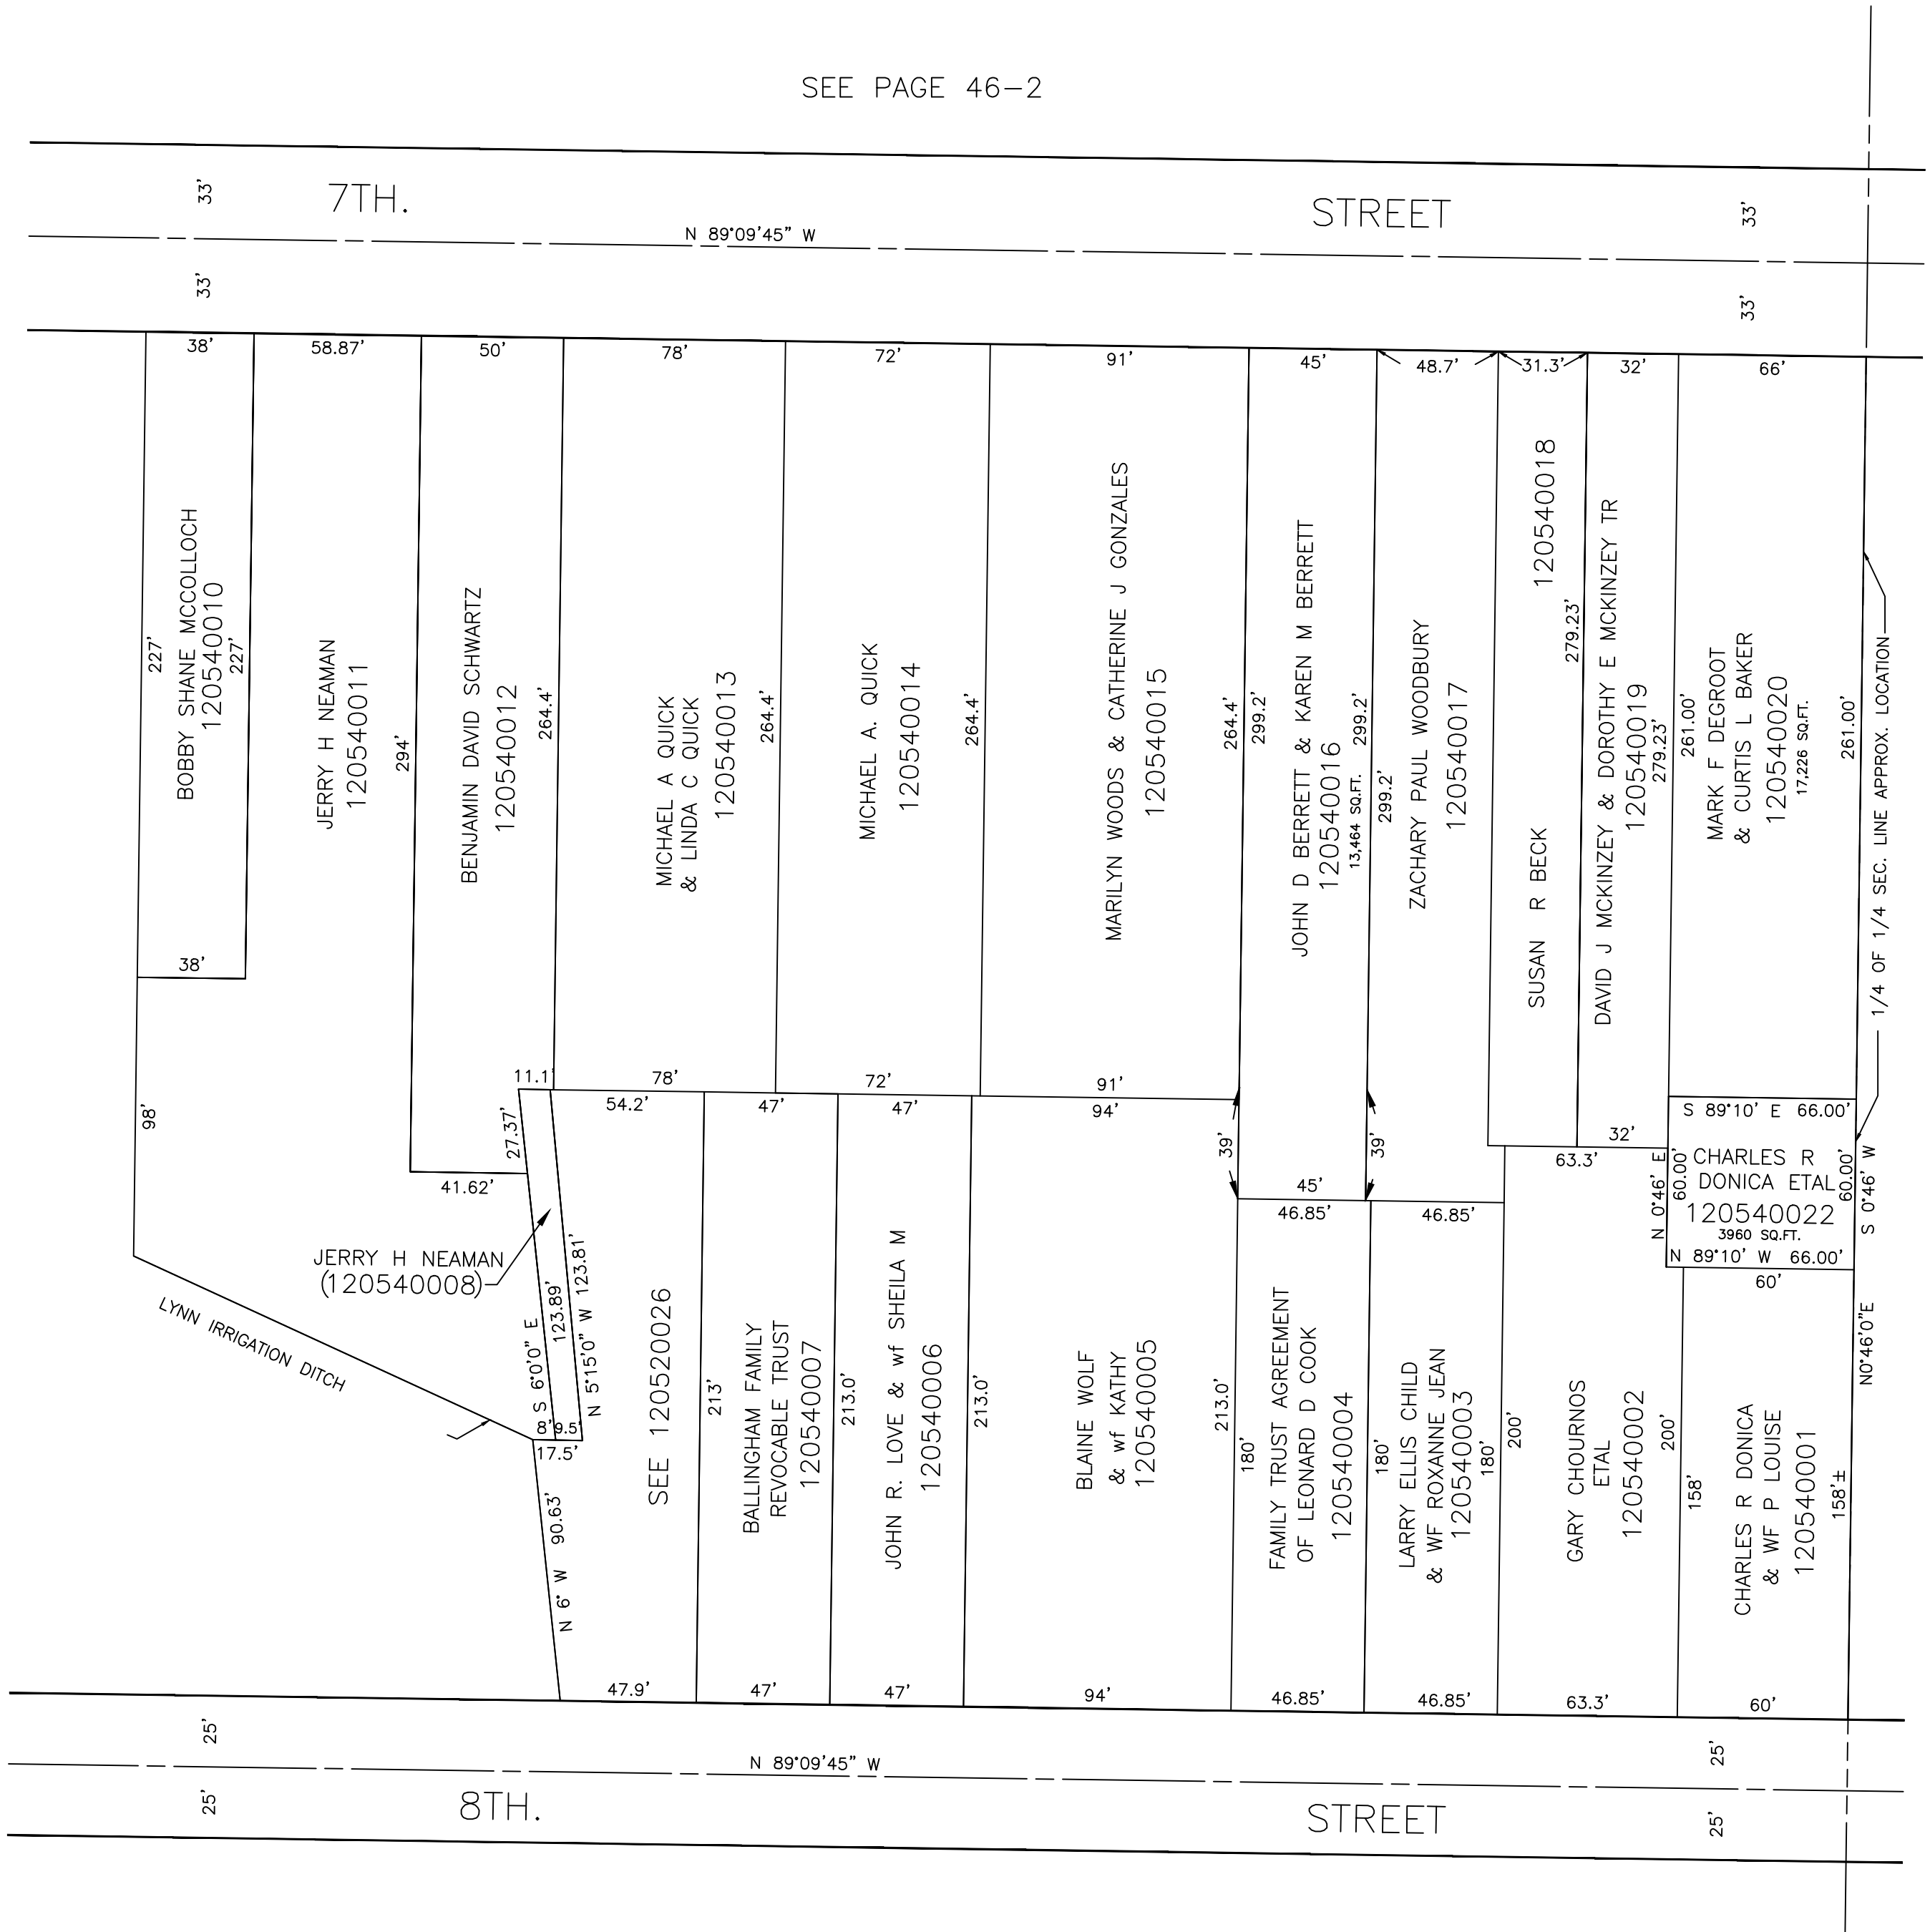 SEE PAGE 46-2
33'
7TH.
STREET
33'
N 89°09'45" W
33'
33'
38'
58.87'
50'
78'
72'
91'
45'
48.7'
31.3'
32'
66'
227'
BOBBY SHANE MCCOLLOCH
120540010
227'
38'
98'
JERRY H NEAMAN
120540011
294'
BENJAMIN DAVID SCHWARTZ
120540012
264.4'
MICHAEL A QUICK
& LINDA C QUICK
120540013
264.4'
MICHAEL A. QUICK
120540014
264.4'
MARILYN WOODS & CATHERINE J GONZALES
120540015
264.4'
299.2'
JOHN D BERRETT & KAREN M BERRETT
120540016
13,464 SQ.FT.
299.2'
299.2'
ZACHARY PAUL WOODBURY
120540017
SUSAN R BECK
120540018
279.23'
DAVID J MCKINZEY & DOROTHY E MCKINZEY TR
120540019
279.23'
261.00'
MARK F DEGROOT
& CURTIS L BAKER
120540020
17,226 SQ.FT.
261.00'
1/4 OF 1/4 SEC. LINE APPROX. LOCATION
11.1'
78'
72'
91'
54.2'
47'
47'
94'
27.37'
41.62'
39'
39'
45'
46.85'
46.85'
32'
63.3'
S 89°10' E 66.00'
N 0°46' E
60.00'
CHARLES R
DONICA ETAL
120540022
3960 SQ.FT.
60.00'
S 0°46' W
N 89°10' W 66.00'
60'
JERRY H NEAMAN
(120540008)
LYNN IRRIGATION DITCH
S 6°0'0" E
123.89'
N 5°15'0" W 123.81'
8'
9.5'
17.5'
N 6° W 90.63'
SEE 120520026
213'
BALLINGHAM FAMILY
REVOCABLE TRUST
120540007
213.0'
JOHN R. LOVE & wf SHEILA M
120540006
213.0'
BLAINE WOLF
& wf KATHY
120540005
213.0'
180'
FAMILY TRUST AGREEMENT
OF LEONARD D COOK
120540004
180'
LARRY ELLIS CHILD
& WF ROXANNE JEAN
120540003
180'
200'
GARY CHOURNOS
ETAL
120540002
200'
158'
CHARLES R DONICA
& WF P LOUISE
120540001
158'±
N0°46'0"E
47.9'
47'
47'
94'
46.85'
46.85'
63.3'
60'
25'
25'
N 89°09'45" W
25'
8TH.
STREET
25'